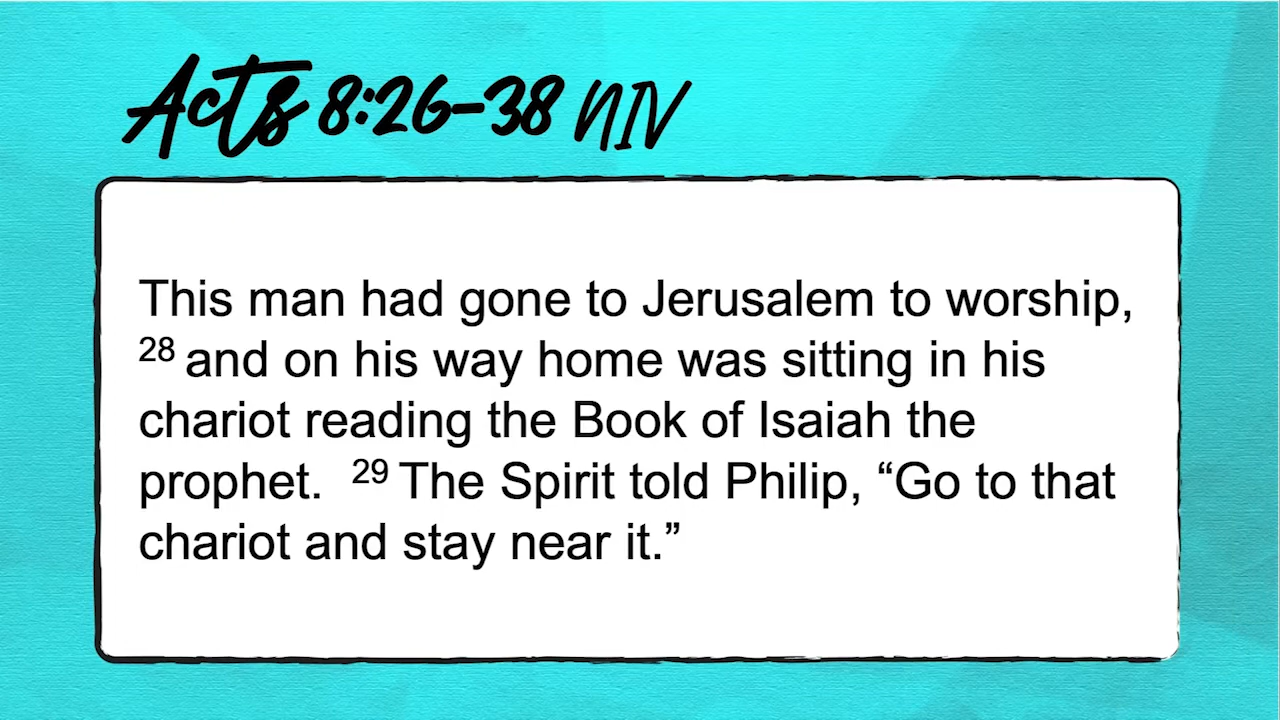 Acts 8:26-38 NIV
This man had gone to Jerusalem to worship,
28 and on his way home was sitting in his
chariot reading the Book of Isaiah the
prophet.  29 The Spirit told Philip, “Go to that
chariot and stay near it.”